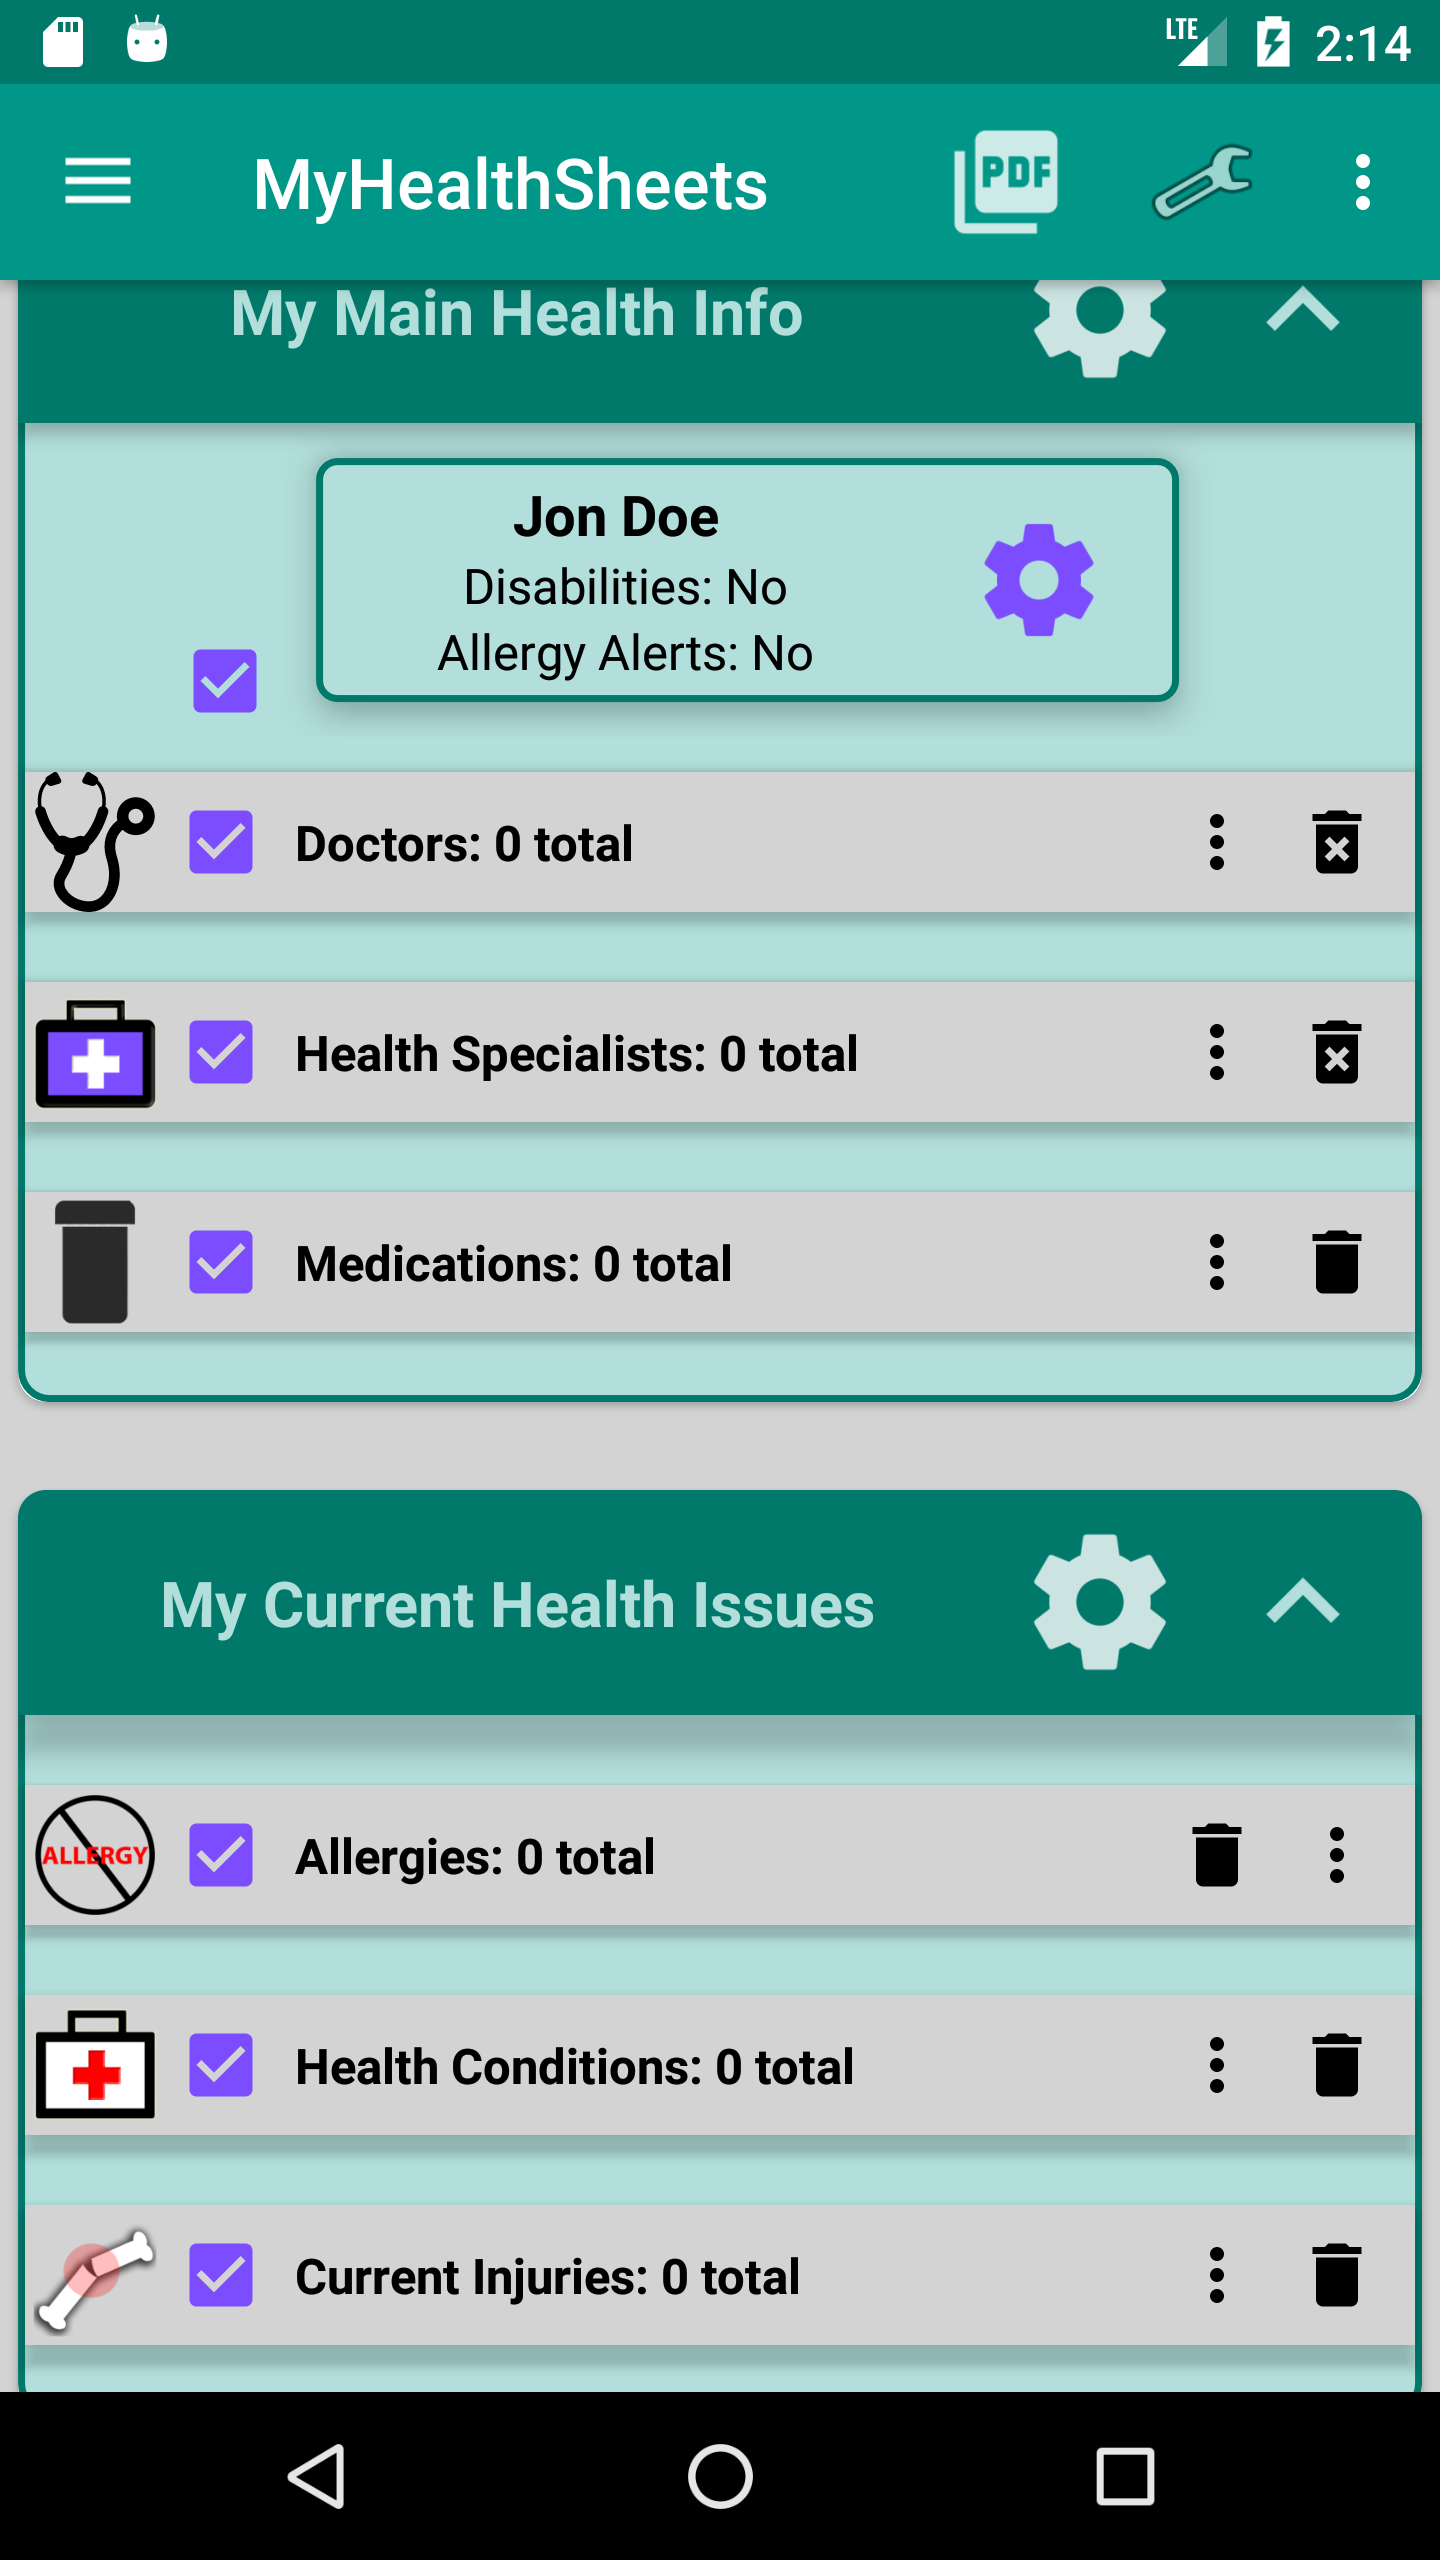 LTE 2:14
MyHealthSheets
PDF
My Main Health Info
Jon Doe
Disabilities: No
Allergy Alerts: No
Doctors: 0 total
Health Specialists: 0 total
Medications: 0 total
My Current Health Issues
ALLERGY
Allergies: 0 total
Health Conditions: 0 total
Current Injuries: 0 total